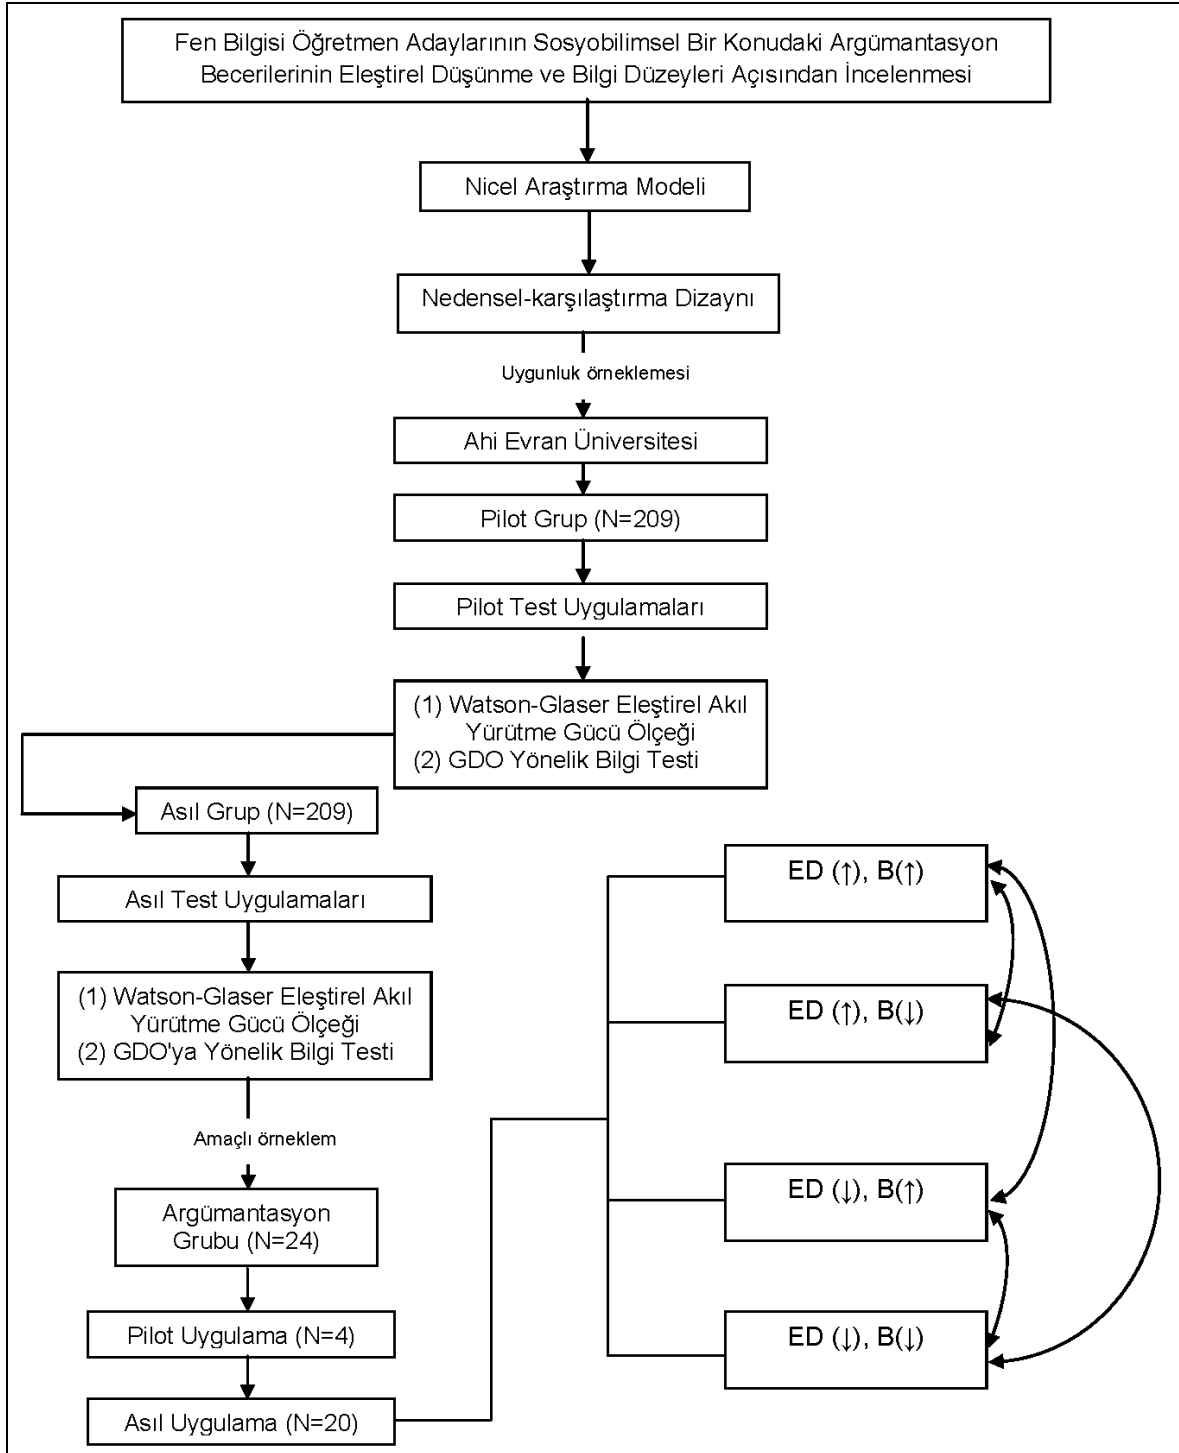 Fen Bilgisi Öğretmen Adaylarının Sosyobilimsel Bir Konudaki Argümantasyon
Becerilerinin Eleştirel Düşünme ve Bilgi Düzeyleri Açısından İncelenmesi
Nicel Araştırma Modeli
Nedensel-karşılaştırma Dizaynı
Uygunluk örneklemesi
Ahi Evran Üniversitesi
Pilot Grup (N=209)
Pilot Test Uygulamaları
(1) Watson-Glaser Eleştirel Akıl
Yürütme Gücü Ölçeği
(2) GDO Yönelik Bilgi Testi
Asıl Grup (N=209)
Asıl Test Uygulamaları
(1) Watson-Glaser Eleştirel Akıl
Yürütme Gücü Ölçeği
(2) GDO'ya Yönelik Bilgi Testi
Amaçlı örneklem
Argümantasyon
Grubu (N=24)
Pilot Uygulama (N=4)
Asıl Uygulama (N=20)
ED (↑), B(↑)
ED (↑), B(↓)
ED (↓), B(↑)
ED (↓), B(↓)